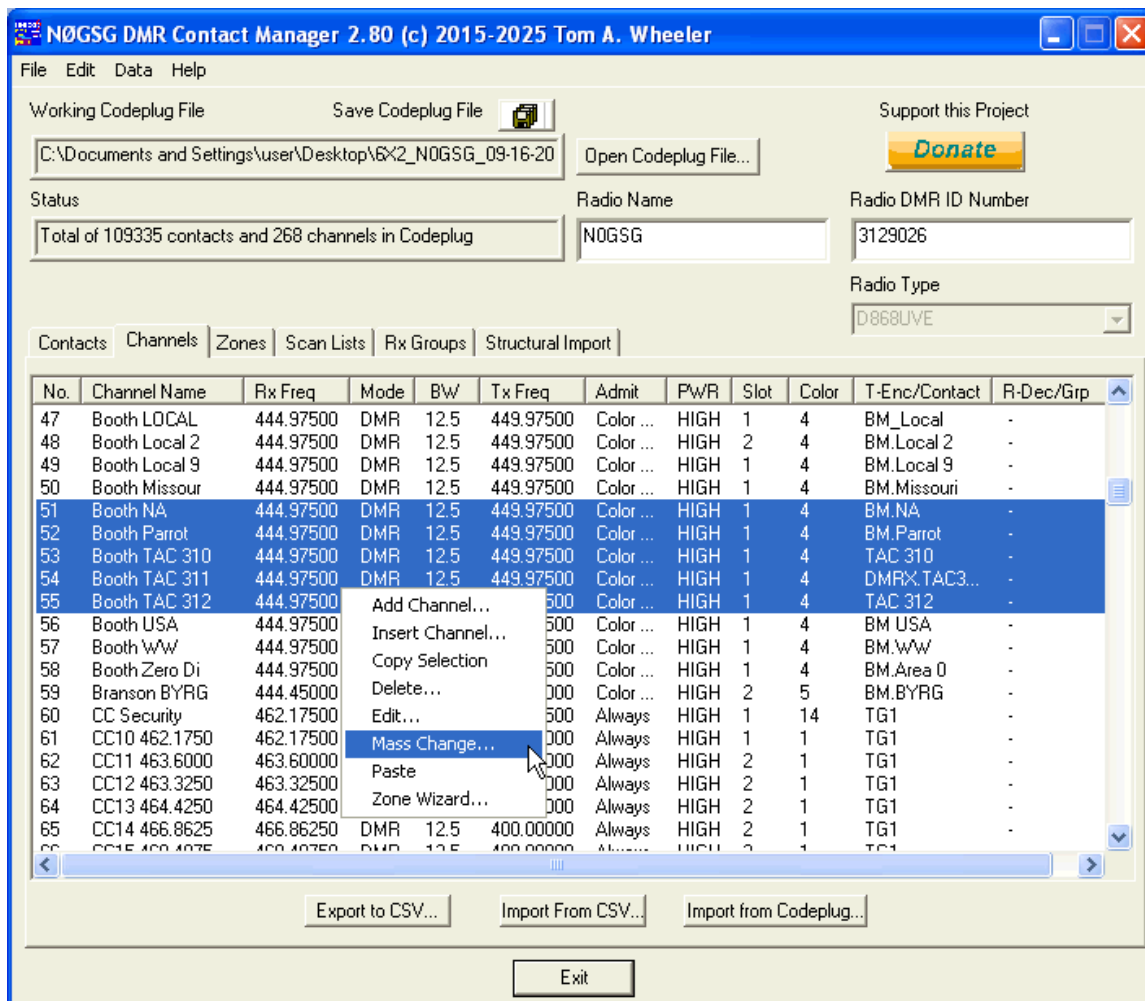 NØGSG DMR Contact Manager 2.80 (c) 2015-2025 Tom A. Wheeler
File Edit Data Help
Working Codeplug File Save Codeplug File Support this Project
C:\Documents and Settings\user\Desktop\6X2_N0GSG_09-16-20 Open Codeplug File... Donate
Status Radio Name Radio DMR ID Number
Total of 109335 contacts and 268 channels in Codeplug N0GSG 3129026
Radio Type
D868UVE
Contacts Channels Zones Scan Lists Rx Groups Structural Import
No. Channel Name Rx Freq Mode BW Tx Freq Admit PWR Slot Color T-Enc/Contact R-Dec/Grp
47 Booth LOCAL 444.97500 DMR 12.5 449.97500 Color ... HIGH 1 4 BM_Local -
48 Booth Local 2 444.97500 DMR 12.5 449.97500 Color ... HIGH 2 4 BM.Local 2 -
49 Booth Local 9 444.97500 DMR 12.5 449.97500 Color ... HIGH 1 4 BM.Local 9 -
50 Booth Missour 444.97500 DMR 12.5 449.97500 Color ... HIGH 1 4 BM.Missouri -
51 Booth NA 444.97500 DMR 12.5 449.97500 Color ... HIGH 1 4 BM.NA -
52 Booth Parrot 444.97500 DMR 12.5 449.97500 Color ... HIGH 1 4 BM.Parrot -
53 Booth TAC 310 444.97500 DMR 12.5 449.97500 Color ... HIGH 1 4 TAC 310 -
54 Booth TAC 311 444.97500 DMR 12.5 449.97500 Color ... HIGH 1 4 DMRX.TAC3... -
55 Booth TAC 312 444.97500 500 Color ... HIGH 1 4 TAC 312 -
56 Booth USA 444.97500 500 Color ... HIGH 1 4 BM USA -
57 Booth WW 444.97500 500 Color ... HIGH 1 4 BM.WW -
58 Booth Zero Di 444.97500 500 Color ... HIGH 1 4 BM.Area 0 -
59 Branson BYRG 444.45000 000 Color ... HIGH 2 5 BM.BYRG -
60 CC Security 462.17500 500 Always HIGH 1 14 TG1 -
61 CC10 462.1750 462.17500 000 Always HIGH 1 1 TG1 -
62 CC11 463.6000 463.60000 000 Always HIGH 2 1 TG1 -
63 CC12 463.3250 463.32500 000 Always HIGH 2 1 TG1 -
64 CC13 464.4250 464.42500 000 Always HIGH 2 1 TG1 -
65 CC14 466.8625 466.86250 DMR 12.5 400.00000 Always HIGH 2 1 TG1 -
Add Channel...
Insert Channel...
Copy Selection
Delete...
Edit...
Mass Change...
Paste
Zone Wizard...
Export to CSV... Import From CSV... Import from Codeplug...
Exit